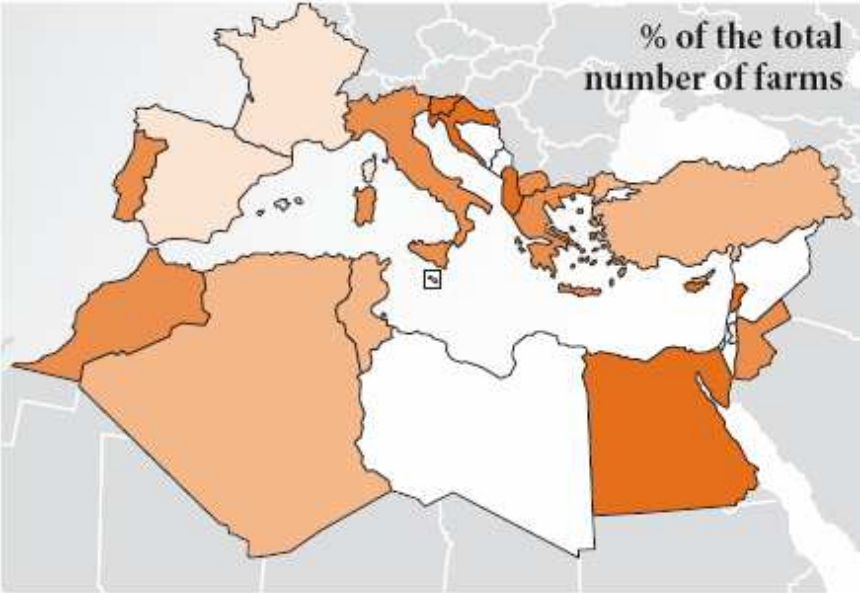 % of the total
number of farms